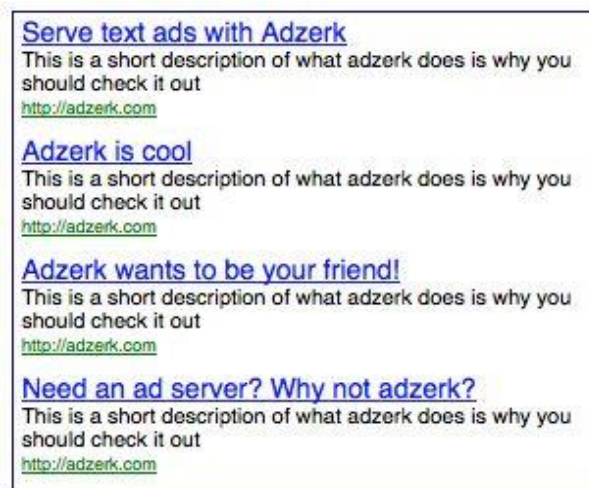 Serve text ads with Adzerk
This is a short description of what adzerk does is why you
should check it out
http://adzerk.com
Adzerk is cool
This is a short description of what adzerk does is why you
should check it out
http://adzerk.com
Adzerk wants to be your friend!
This is a short description of what adzerk does is why you
should check it out
http://adzerk.com
Need an ad server? Why not adzerk?
This is a short description of what adzerk does is why you
should check it out
http://adzerk.com